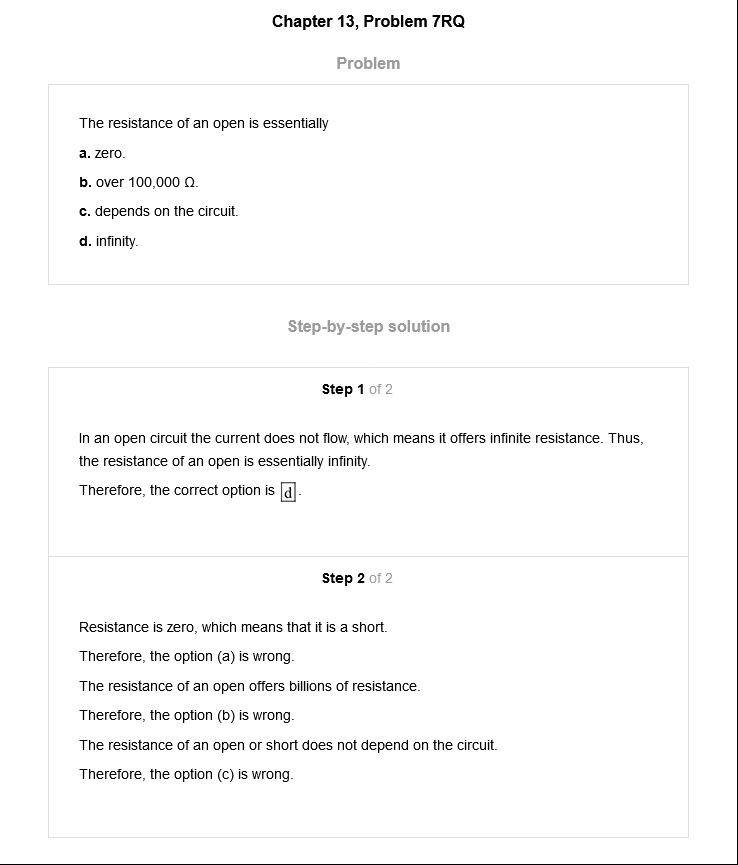 Chapter 13, Problem 7RQ
Problem
The resistance of an open is essentially
a. zero.
b. over 100,000 Ω.
c. depends on the circuit.
d. infinity.
Step-by-step solution
Step 1 of 2
In an open circuit the current does not flow, which means it offers infinite resistance. Thus,
the resistance of an open is essentially infinity.
Therefore, the correct option is d.
Step 2 of 2
Resistance is zero, which means that it is a short.
Therefore, the option (a) is wrong.
The resistance of an open offers billions of resistance.
Therefore, the option (b) is wrong.
The resistance of an open or short does not depend on the circuit.
Therefore, the option (c) is wrong.